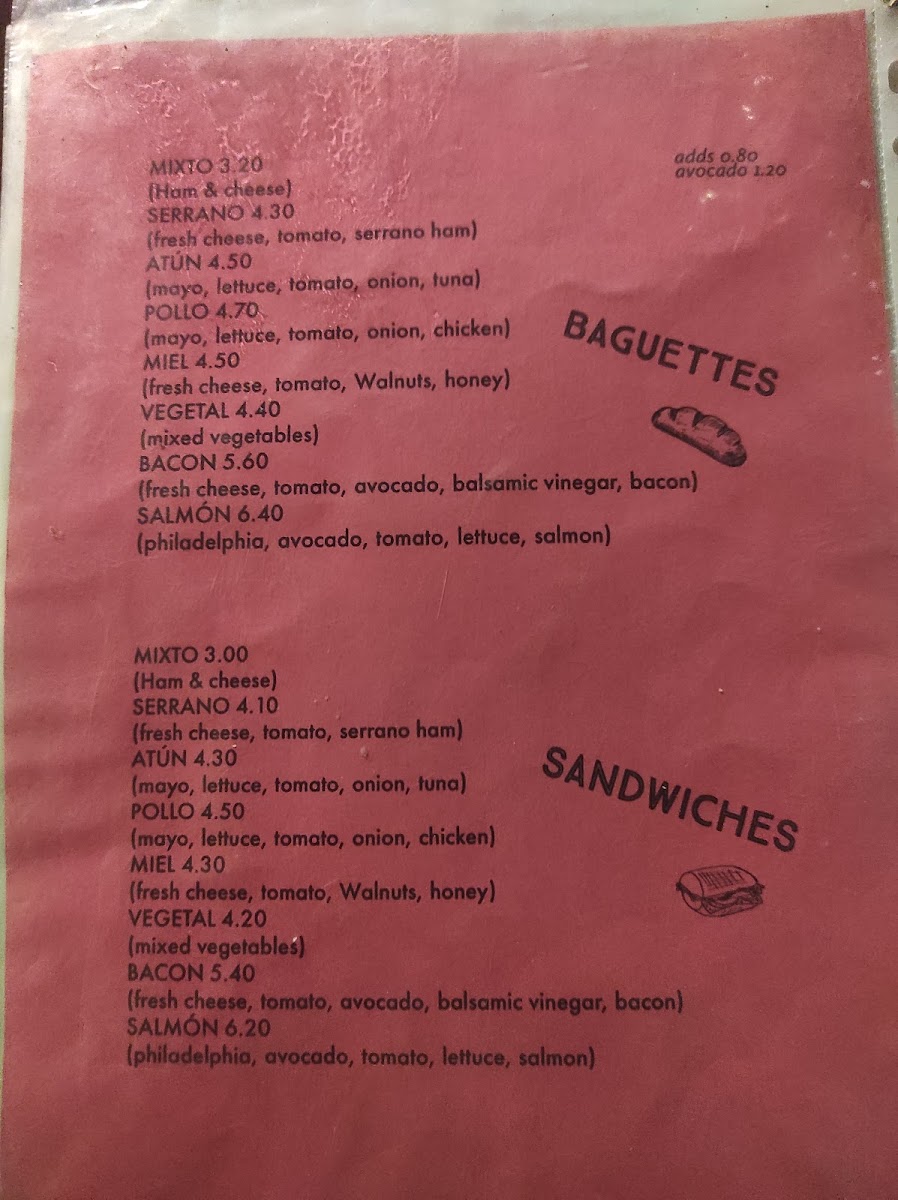 adds 0.80
avocado 1.20
MIXTO 3.20
(Ham & cheese)
SERRANO 4.30
(fresh cheese, tomato, serrano ham)
ATÚN 4.50
(mayo, lettuce, tomato, onion, tuna)
POLLO 4.70
(mayo, lettuce, tomato, onion, chicken)
MIEL 4.50
(fresh cheese, tomato, Walnuts, honey)
VEGETAL 4.40
(mixed vegetables)
BACON 5.60
(fresh cheese, tomato, avocado, balsamic vinegar, bacon)
SALMÓN 6.40
(philadelphia, avocado, tomato, lettuce, salmon)
BAGUETTES
MIXTO 3.00
(Ham & cheese)
SERRANO 4.10
(fresh cheese, tomato, serrano ham)
ATÚN 4.30
(mayo, lettuce, tomato, onion, tuna)
POLLO 4.50
(mayo, lettuce, tomato, onion, chicken)
MIEL 4.30
(fresh cheese, tomato, Walnuts, honey)
VEGETAL 4.20
(mixed vegetables)
BACON 5.40
(fresh cheese, tomato, avocado, balsamic vinegar, bacon)
SALMÓN 6.20
(philadelphia, avocado, tomato, lettuce, salmon)
SANDWICHES